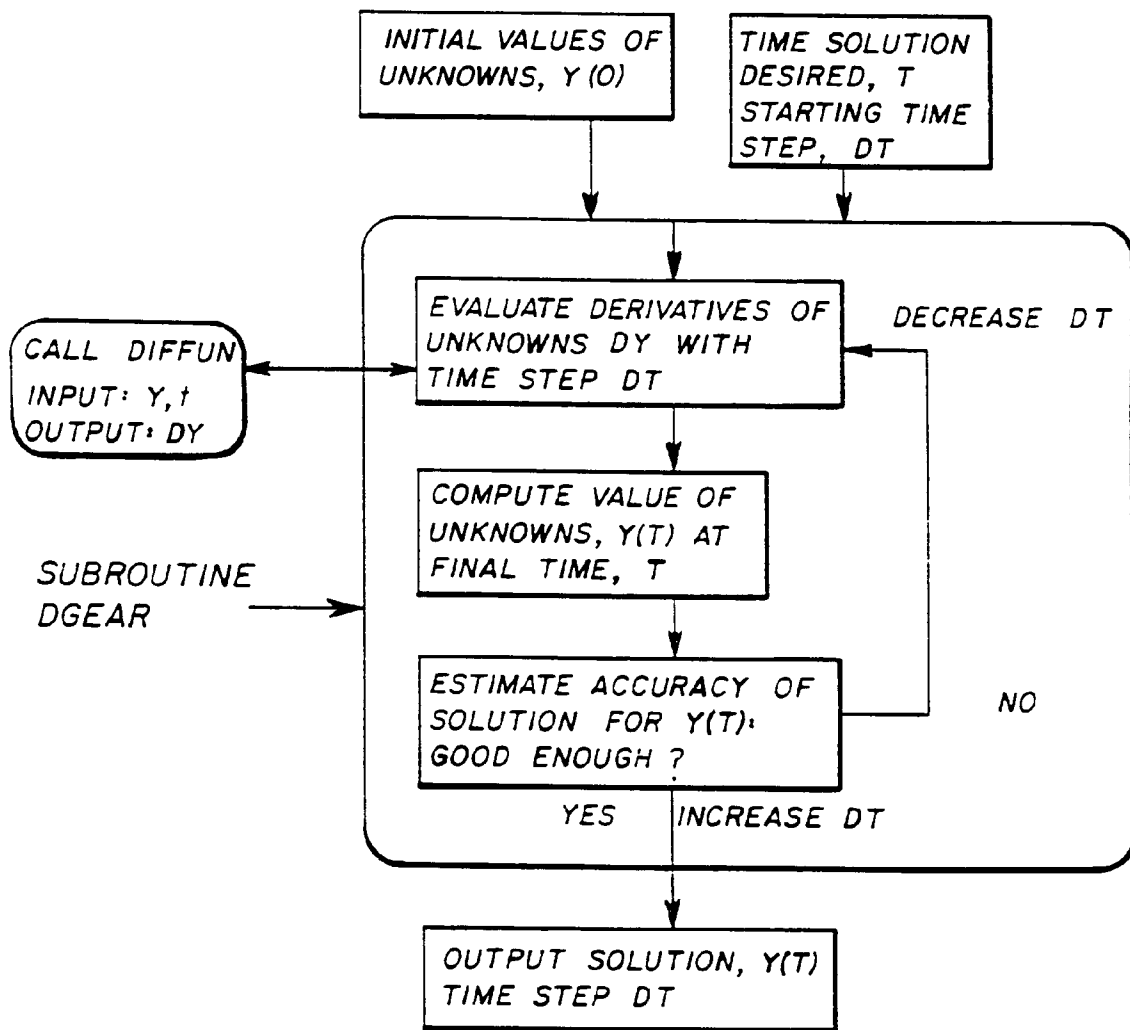 INITIAL VALUES OF
UNKNOWNS, Y(O)
TIME SOLUTION
DESIRED, T
STARTING TIME
STEP, DT
EVALUATE DERIVATIVES OF
UNKNOWNS DY WITH
TIME STEP DT
DECREASE DT
CALL DIFFUN
INPUT: Y, t
OUTPUT: DY
COMPUTE VALUE OF
UNKNOWNS, Y(T) AT
FINAL TIME, T
SUBROUTINE
DGEAR
ESTIMATE ACCURACY OF
SOLUTION FOR Y(T):
GOOD ENOUGH ?
NO
YES INCREASE DT
OUTPUT SOLUTION, Y(T)
TIME STEP DT